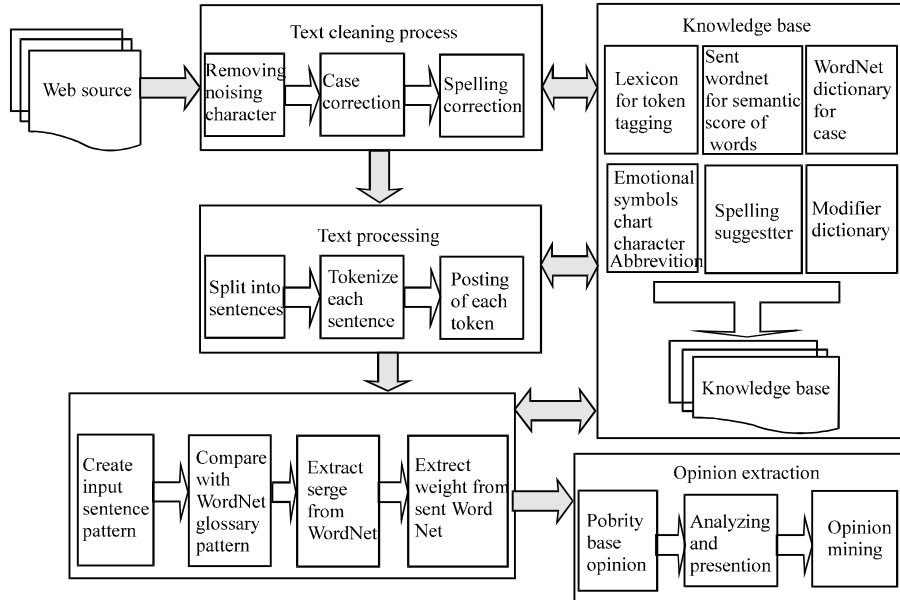 Web source
Text cleaning process
Removing
noising
character
Case
correction
Spelling
correction
Knowledge base
Lexicon
for token
tagging
Sent
wordnet
for semantic
score of
words
WordNet
dictionary
for
case
Emotional
symbols
chart
character
Abbrevition
Spelling
suggestter
Modifier
dictionary
Knowledge base
Text processing
Split into
sentences
Tokenize
each
sentence
Posting
of each
token
Create
input
sentence
pattern
Compare
with
WordNet
glossary
pattern
Extract
serge
from
WordNet
Extrect
weight from
sent Word
Net
Opinion extraction
Pobrity
base
opinion
Analyzing
and
presention
Opinion
mining